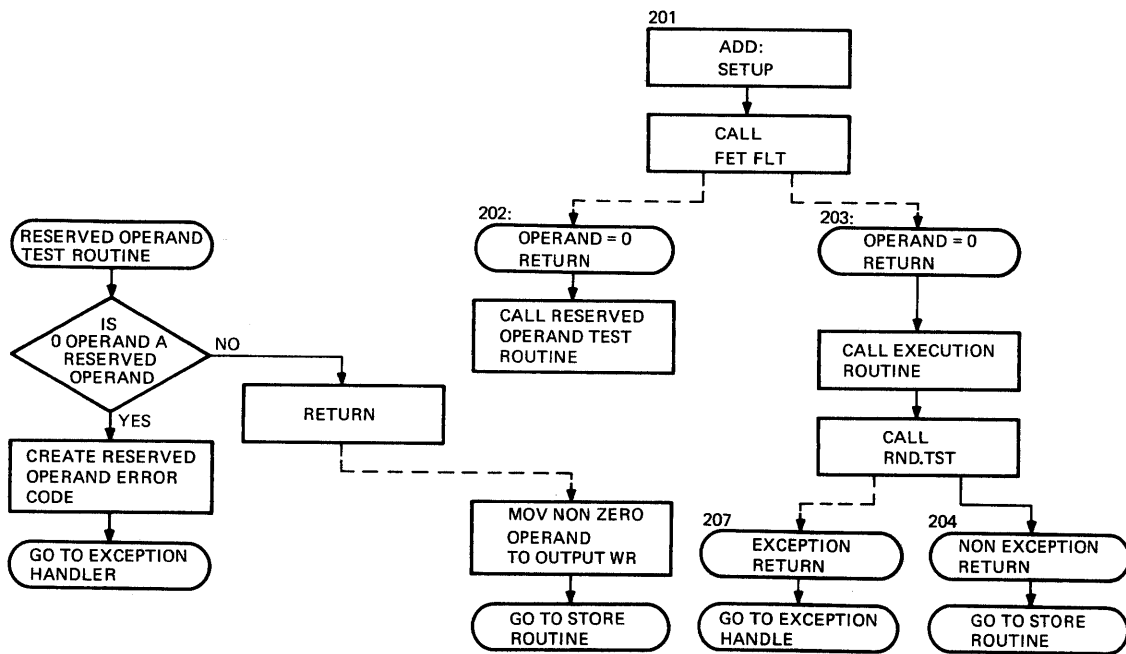 201
ADD:
SETUP
CALL
FET FLT
202:
OPERAND = 0
RETURN
203:
OPERAND = 0
RETURN
RESERVED OPERAND
TEST ROUTINE
IS
0 OPERAND A
RESERVED
OPERAND
NO
YES
RETURN
CREATE RESERVED
OPERAND ERROR
CODE
GO TO EXCEPTION
HANDLER
CALL RESERVED
OPERAND TEST
ROUTINE
CALL EXECUTION
ROUTINE
CALL
RND.TST
MOV NON ZERO
OPERAND
TO OUTPUT WR
GO TO STORE
ROUTINE
207
EXCEPTION
RETURN
GO TO EXCEPTION
HANDLE
204
NON EXCEPTION
RETURN
GO TO STORE
ROUTINE